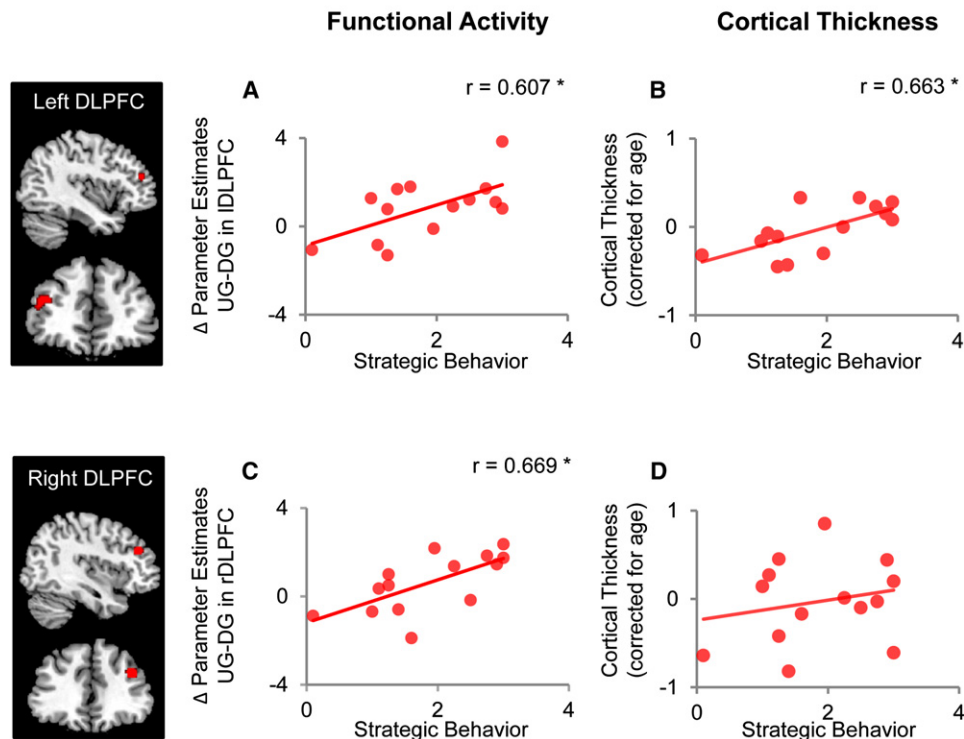 Functional Activity
Cortical Thickness
Left DLPFC
A
r = 0.607 *
Δ Parameter Estimates
UG-DG in lDLPFC
4
0
-4
0
2
4
Strategic Behavior
B
r = 0.663 *
Cortical Thickness
(corrected for age)
1
0
-1
0
2
4
Strategic Behavior
Right DLPFC
C
r = 0.669 *
Δ Parameter Estimates
UG-DG in rDLPFC
4
0
-4
0
2
4
Strategic Behavior
D
Cortical Thickness
(corrected for age)
1
0
-1
0
2
4
Strategic Behavior